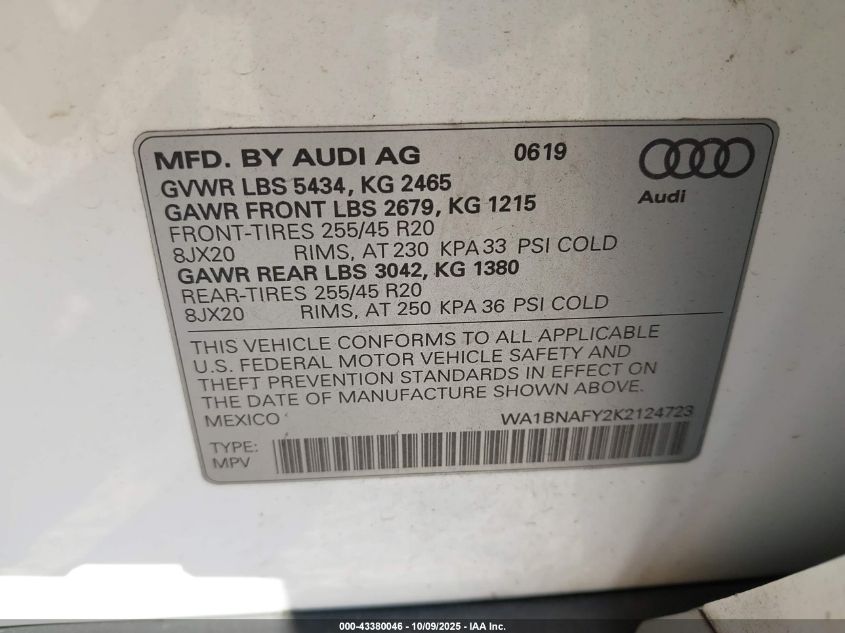 MFD. BY AUDI AG 0619
GVWR LBS 5434, KG 2465
GAWR FRONT LBS 2679, KG 1215
FRONT-TIRES 255/45 R20
8JX20 RIMS, AT 230 KPA 33 PSI COLD
GAWR REAR LBS 3042, KG 1380
REAR-TIRES 255/45 R20
8JX20 RIMS, AT 250 KPA 36 PSI COLD
Audi
THIS VEHICLE CONFORMS TO ALL APPLICABLE
U.S. FEDERAL MOTOR VEHICLE SAFETY AND
THEFT PREVENTION STANDARDS IN EFFECT ON
THE DATE OF MANUFACTURE SHOWN ABOVE.
MEXICO WA1BNAFY2K2124723
TYPE:
MPV
000-43380046 - 10/09/2025 - IAA Inc.